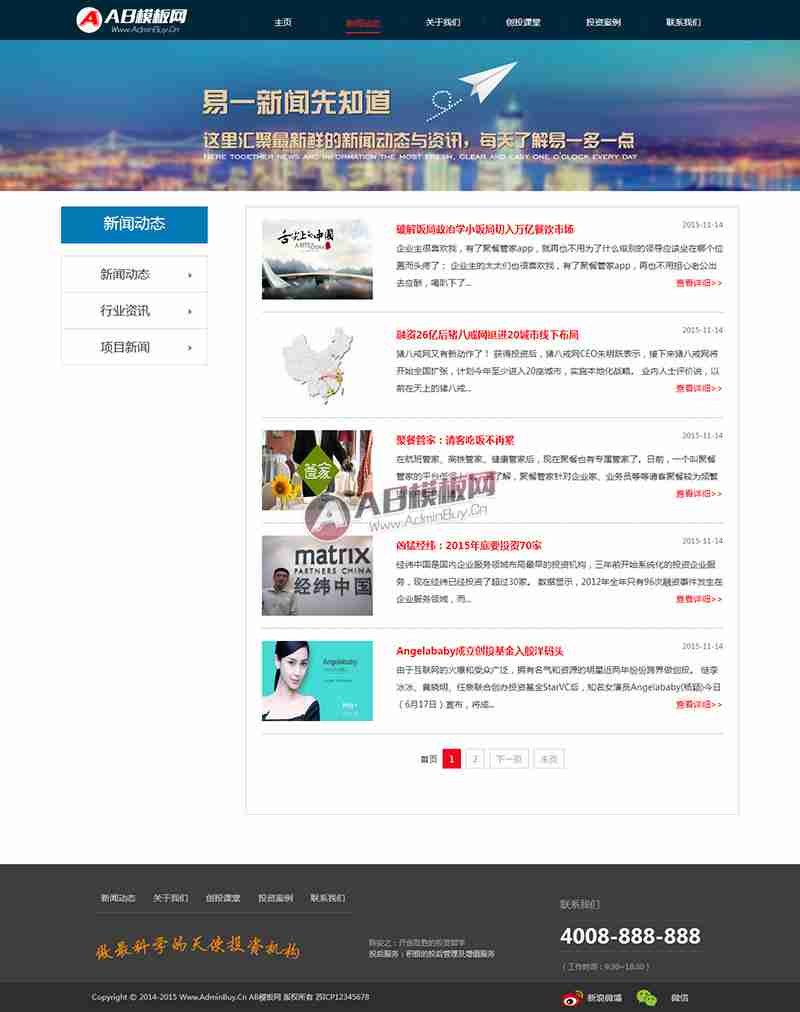 AB模板网
Www.AdminBuy.Cn
主页
新闻动态
关于我们
创投课堂
投资案例
联系我们
易一新闻先知道
这里汇聚最新鲜的新闻动态与资讯，每天了解易一多一点
HERE TOGETHER NEWS AND INFORMATION THE MOST FRESH, CLEAR AND EASY ONE O'CLOCK EVERY DAY
新闻动态
新闻动态
行业资讯
项目新闻
舌尖上的中国
破解饭局政治学小饭局切入万亿餐饮市场
2015-11-14
企业主很喜欢我，有了聚餐管家app，就再也不用为了什么级别的领导应该坐在哪个位
置而头疼了； 企业主的太太们也很喜欢我，有了聚餐管家app，再也不用担心老公出
去应酬，喝趴下了...
查看详细>>
融资26亿后猪八戒网挺进20城市线下布局
2015-11-14
猪八戒网又有新动作了！ 获得投资后，猪八戒网CEO朱明跃表示，接下来猪八戒网将
开始全国扩张，计划今年至少进入20座城市，实施本地化战略。 业内人士评价说，以
前在天上的猪八戒...
查看详细>>
管家
聚餐管家：请客吃饭不再累
2015-11-14
在航班管家、高铁管家、健康管家后，现在聚餐也有专属管家了。日前，一个叫聚餐
管家的平台
了解，聚餐管家针对企业家、业务员等等请客聚餐较为频繁
查看详细>>
AB模板网
Www.AdminBuy.Cn
matrix
PARTNERS CHINA
经纬中国
凶猛经纬：2015年底要投资70家
2015-11-14
经纬中国是国内企业服务领域布局最早的投资机构，三年前开始系统化的投资企业服
务，现在经纬已经投资了超过30家。 数据显示，2012年全年只有96次融资事件发生在
企业服务领域，而...
查看详细>>
Angelababy
Angelababy成立创投基金入股洋码头
2015-11-14
由于互联网的火爆和受众广泛，拥有名气和资源的明星近两年纷纷跨界做创投。 继李
冰冰、黄晓明、任泉联合创办投资基金StarVC后，知名女演员Angelababy(杨颖)今日
（6月17日）宣布，将成...
查看详细>>
首页 1 2 下一页 末页
新闻动态
关于我们
创投课堂
投资案例
联系我们
做最科学的天使投资机构
投后服务：积极的投后管理及增值服务
联系我们
4008-888-888
（工作时间：9:30~18:30）
Copyright © 2014-2015 Www.AdminBuy.Cn AB模板网 版权所有 苏ICP12345678
新浪微博
微信